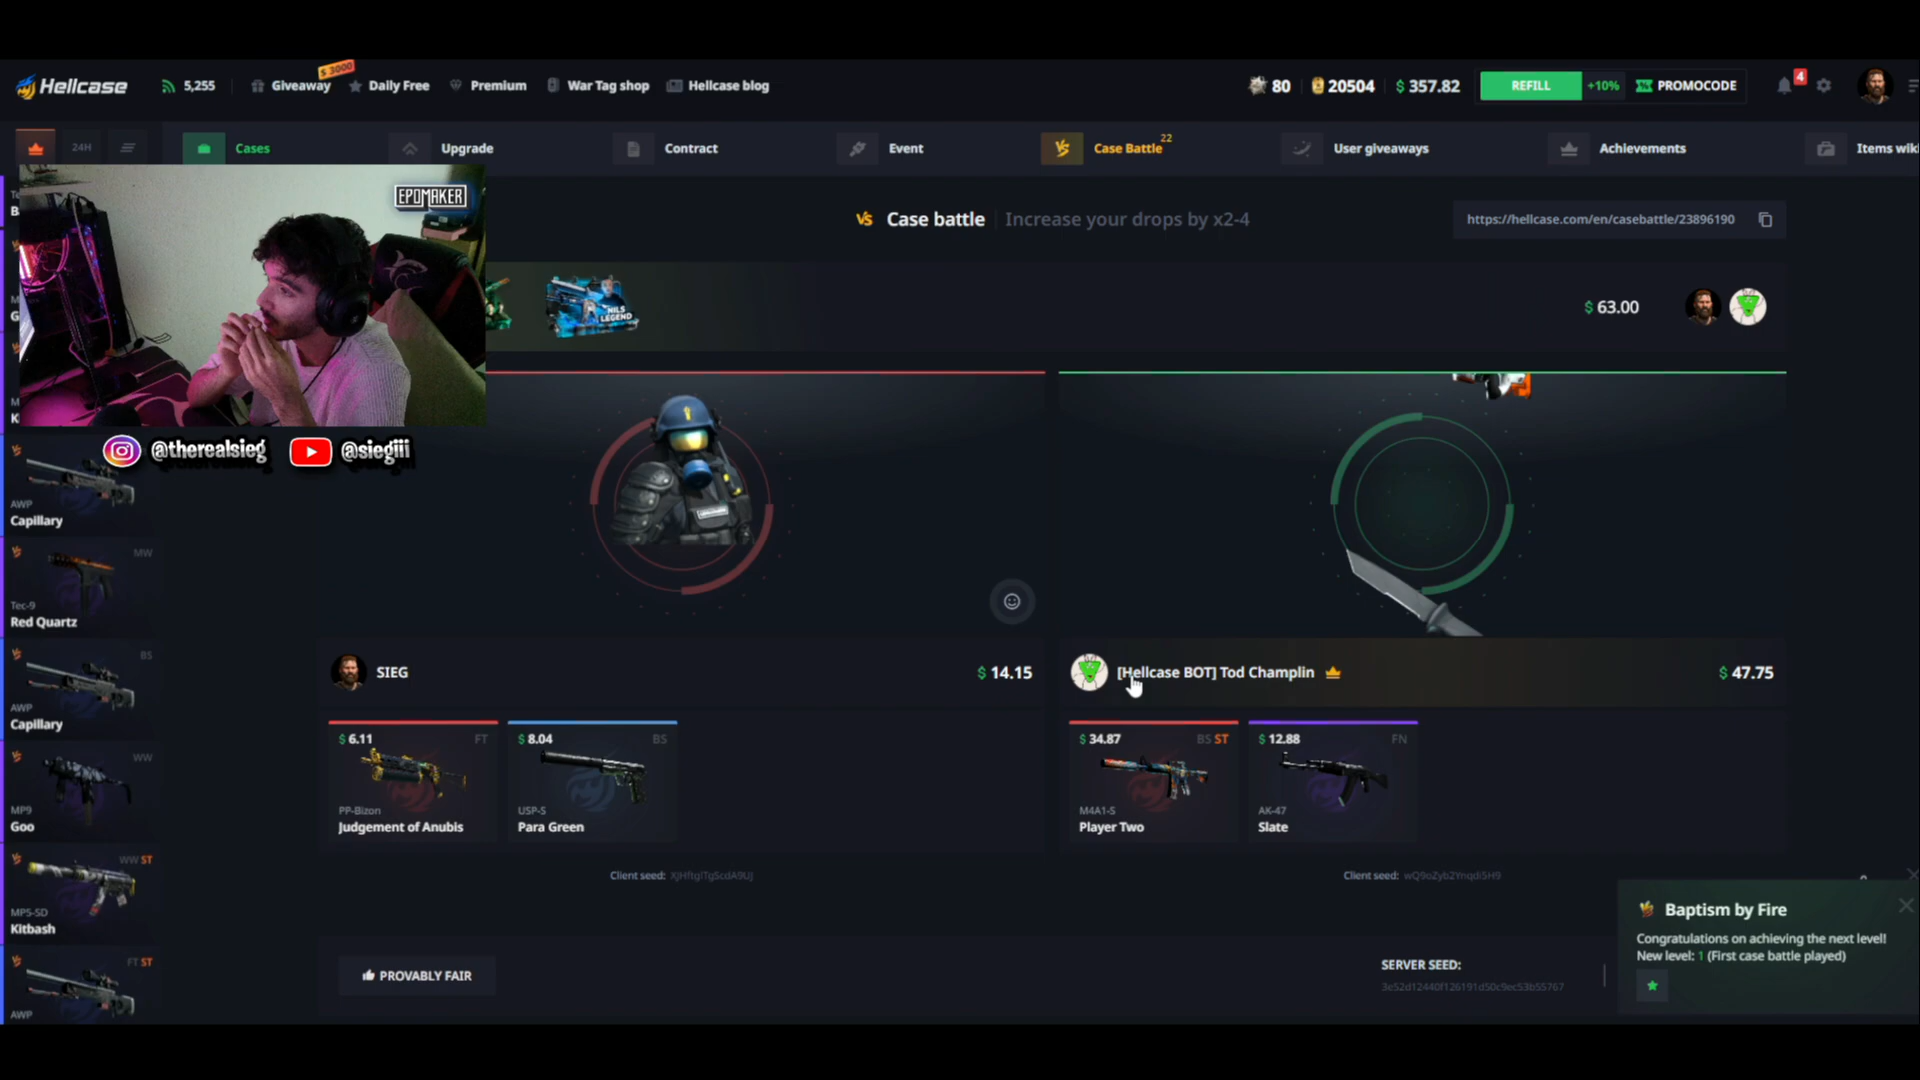 Hellcase
5,255
Giveaway
$ 3000
Daily Free
Premium
War Tag shop
Hellcase blog
80
20504
$ 357.82
REFILL
+10%
PROMOCODE
4
24H
Cases
Upgrade
Contract
Event
Case Battle
22
User giveaways
Achievements
Items wiki
EPOMAKER
VS Case battle
Increase your drops by x2-4
https://hellcase.com/en/casebattle/23896190
NILS
LEGEND
$ 63.00
@therealsieg
@siegiii
AWP
Capillary
MW
Tec-9
Red Quartz
BS
AWP
Capillary
WW
MP9
Goo
WW ST
MP5-SD
Kitbash
FT ST
AWP
SIEG
$ 14.15
[Hellcase BOT] Tod Champlin
$ 47.75
$ 6.11
FT
PP-Bizon
Judgement of Anubis
$ 8.04
BS
USP-S
Para Green
$ 34.87
BS ST
M4A1-S
Player Two
$ 12.88
FN
AK-47
Slate
Client seed:
Client seed:
PROVABLY FAIR
SERVER SEED:
Baptism by Fire
Congratulations on achieving the next level!
New level: 1 (First case battle played)